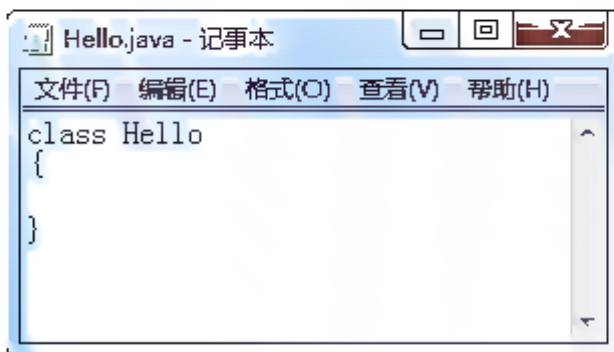 Hello.java - 记事本
文件(F) 编辑(E) 格式(O) 查看(V) 帮助(H)
class Hello
{
}